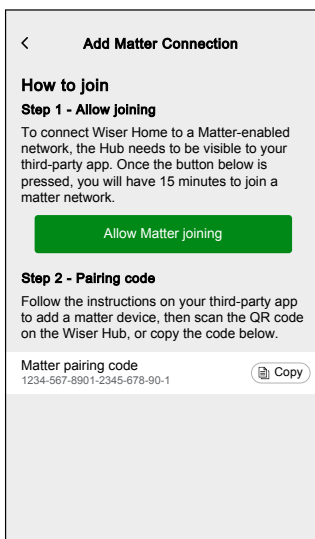 Add Matter Connection
How to join
Step 1 - Allow joining
To connect Wiser Home to a Matter-enabled
network, the Hub needs to be visible to your
third-party app. Once the button below is
pressed, you will have 15 minutes to join a
matter network.
Allow Matter joining
Step 2 - Pairing code
Follow the instructions on your third-party app
to add a matter device, then scan the QR code
on the Wiser Hub, or copy the code below.
Matter pairing code
1234-567-8901-2345-678-90-1
Copy